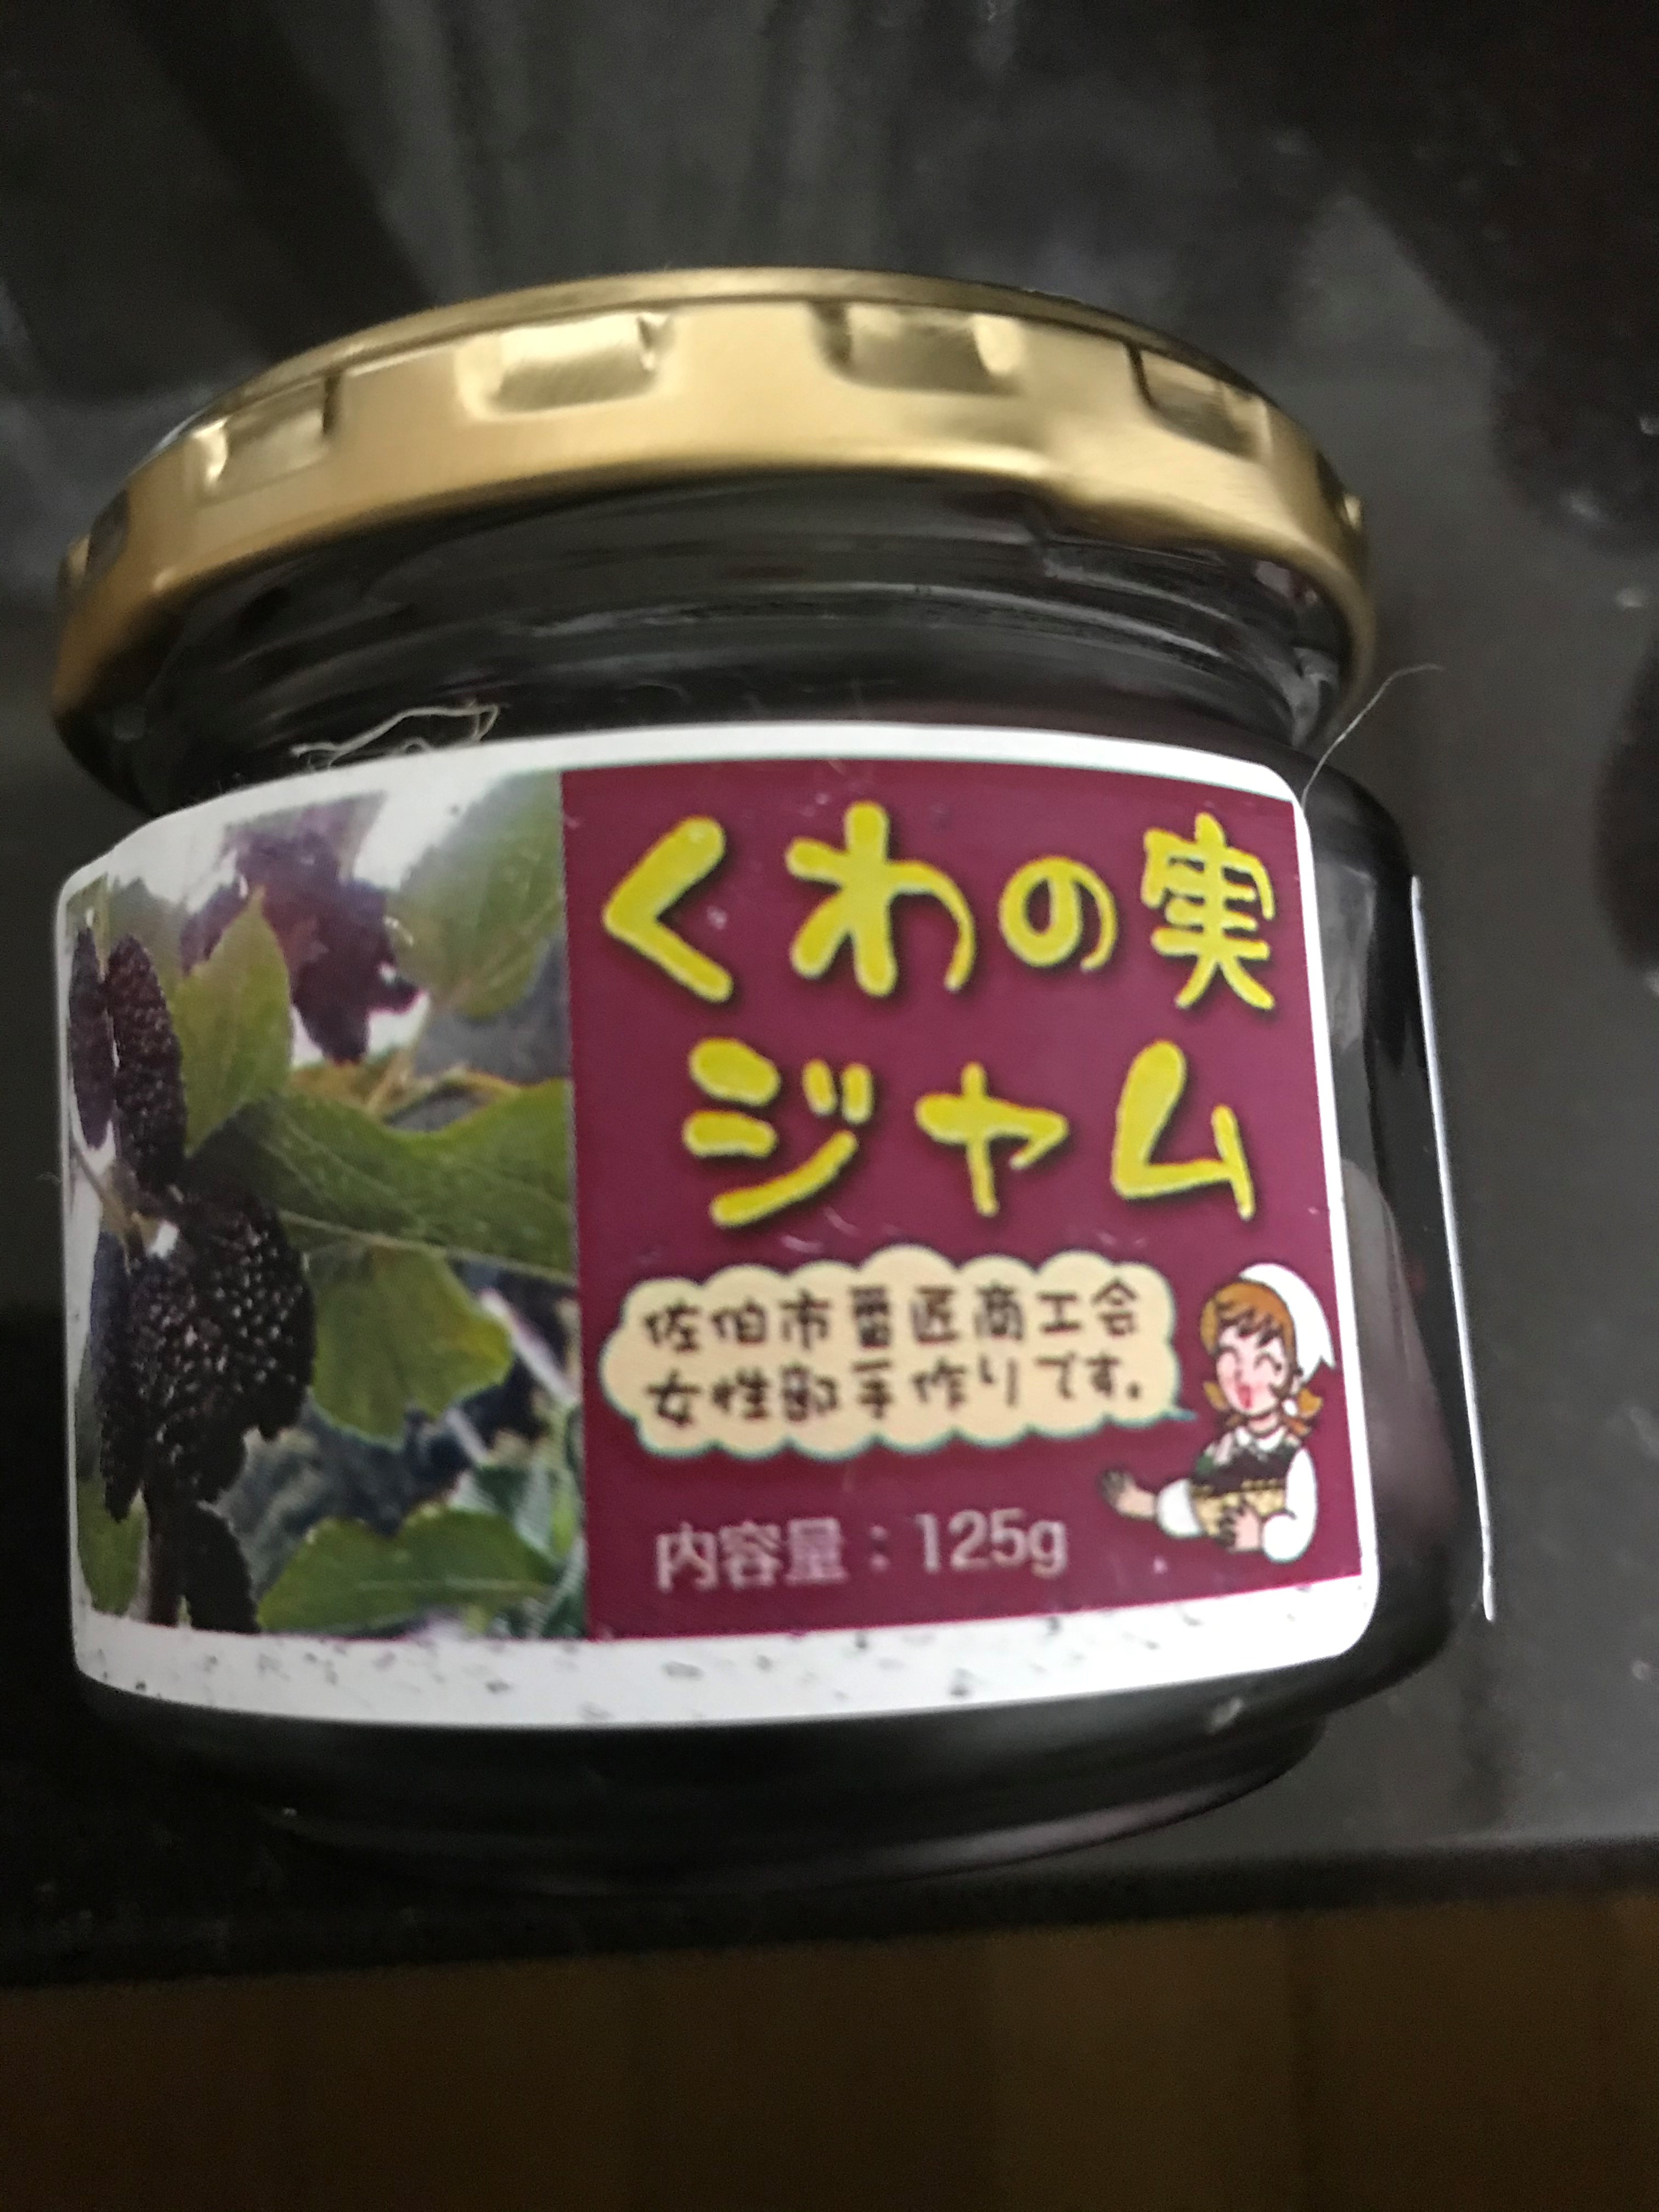 くわの実
ジャム
佐伯市番匠商工会
女性部手作りです。
内容量：125g